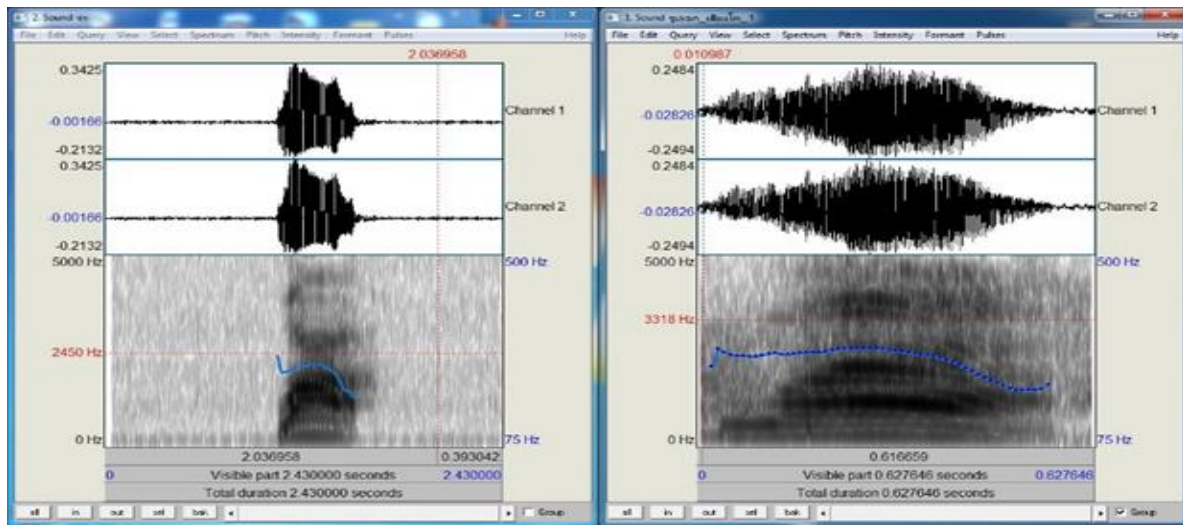 2. Sound
File Edit Query View Select Spectrum Pitch Intensity Formant Pulses Help
2.036958
0.3425
-0.00166
-0.2132
Channel 1
0.3425
-0.00166
-0.2132
Channel 2
5000 Hz
500 Hz
2450 Hz
0 Hz
75 Hz
2.036958 0.393042
0 Visible part 2.430000 seconds 2.430000
Total duration 2.430000 seconds
all in out sel bak Group
1. Sound
File Edit Query View Select Spectrum Pitch Intensity Formant Pulses Help
0.010987
0.2484
-0.02826
-0.2494
Channel 1
0.2484
-0.02826
-0.2494
Channel 2
5000 Hz
500 Hz
3318 Hz
0 Hz
75 Hz
0.616659
0 Visible part 0.627646 seconds 0.627646
Total duration 0.627646 seconds
all in out sel bak Group